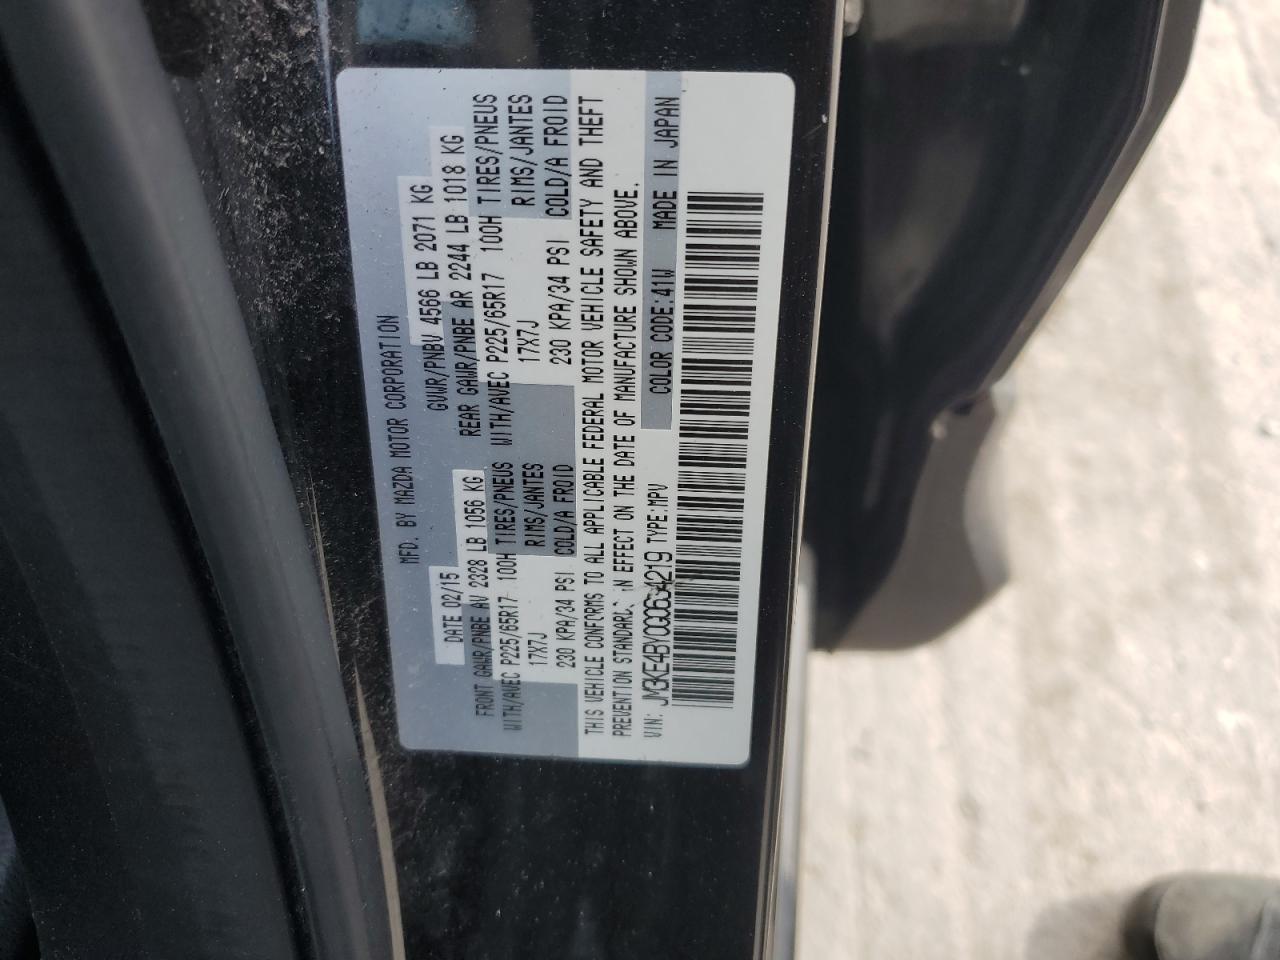 MFD. BY MAZDA MOTOR CORPORATION
DATE 02/15 GVWR/PNBV 4566 LB 2071 KG
FRONT GAWR/PNBE AV 2328 LB 1056 KG REAR GAWR/PNBE AR 2244 LB 1018 KG
WITH/AVEC P225/65R17 100H TIRES/PNEUS WITH/AVEC P225/65R17 100H TIRES/PNEUS
17X7J RIMS/JANTES 17X7J RIMS/JANTES
230 KPA/34 PSI COLD/A FROID 230 KPA/34 PSI COLD/A FROID
THIS VEHICLE CONFORMS TO ALL APPLICABLE FEDERAL MOTOR VEHICLE SAFETY AND THEFT
PREVENTION STANDARDS IN EFFECT ON THE DATE OF MANUFACTURE SHOWN ABOVE.
VIN: JM3KE4BY0G0634219 TYPE:MPV COLOR CODE:41W MADE IN JAPAN